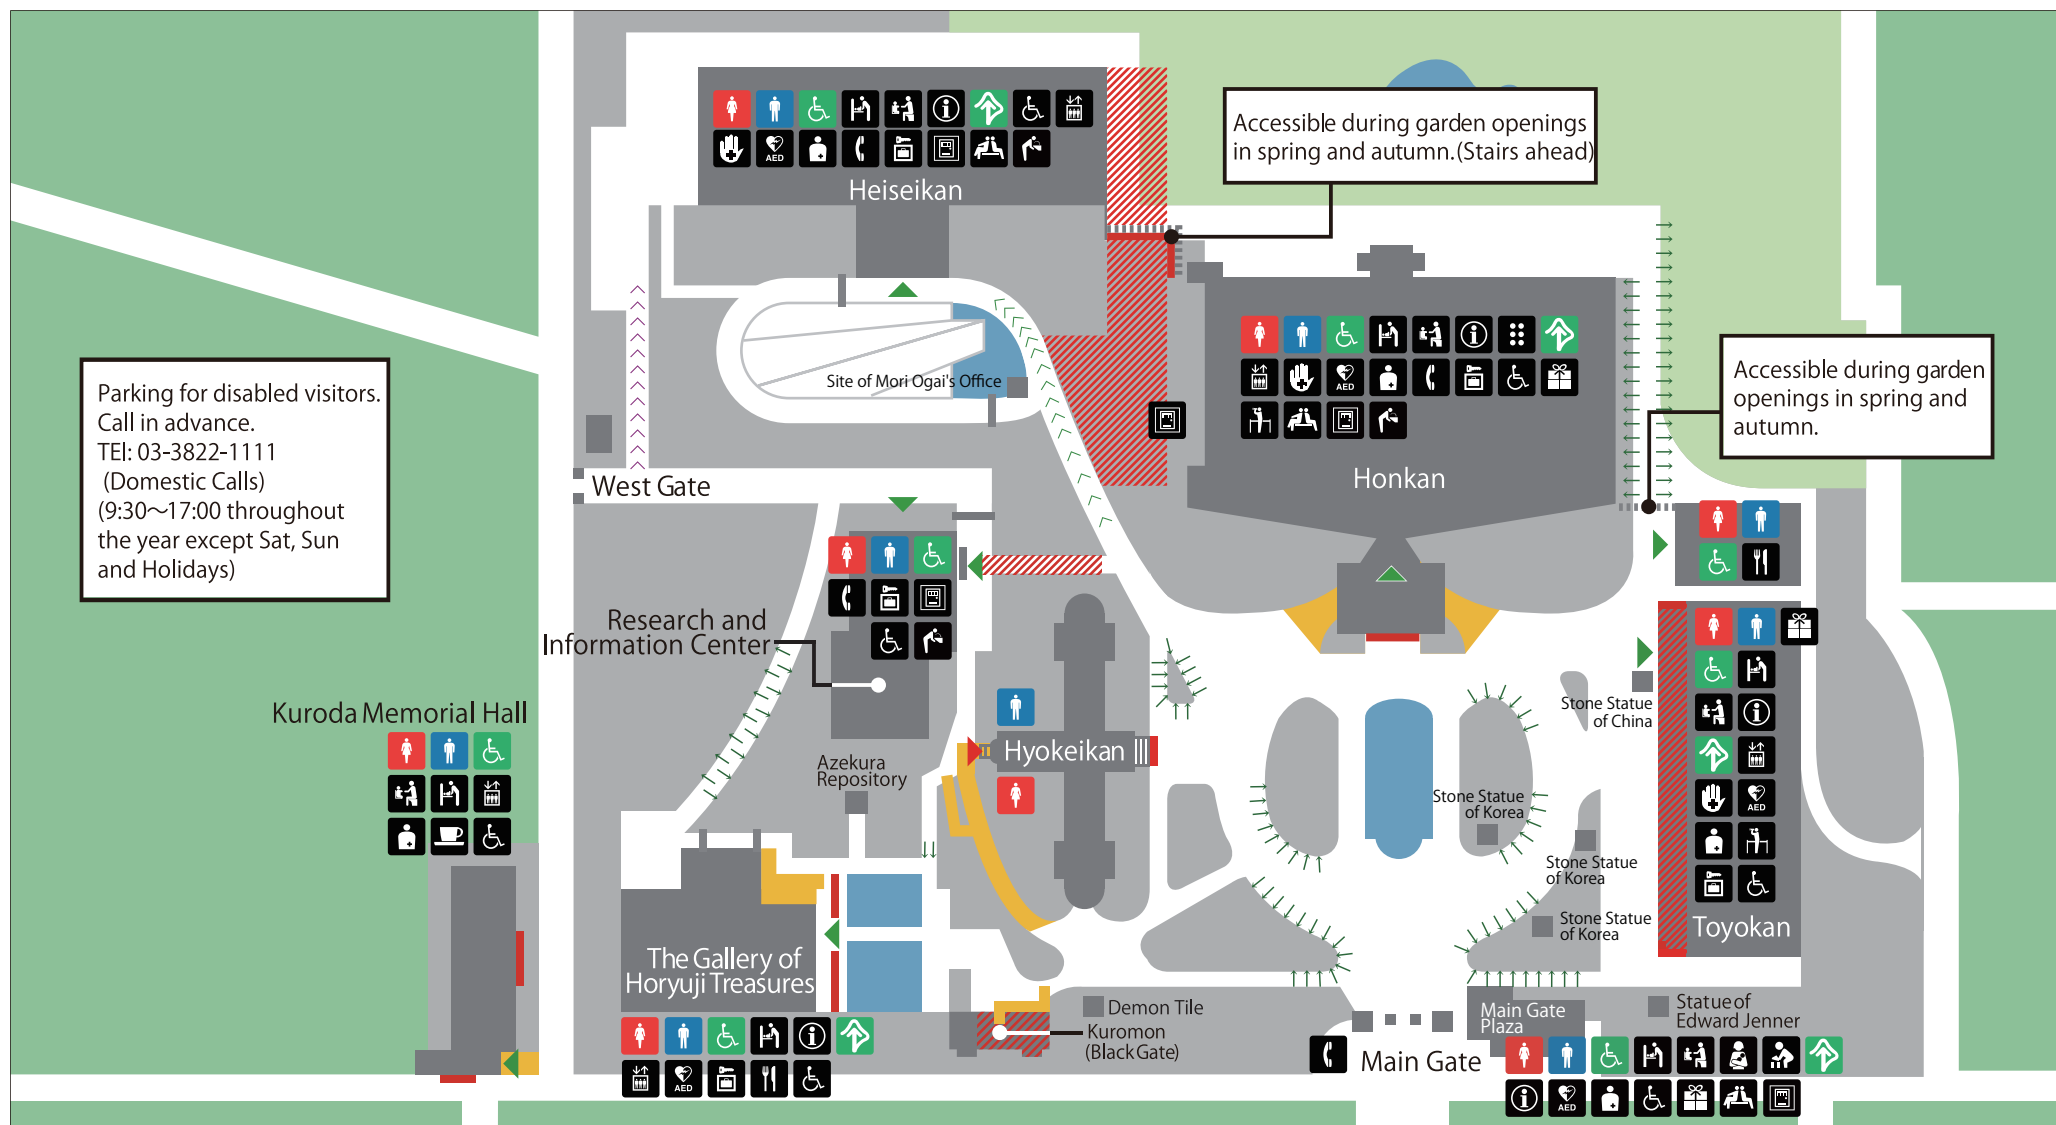 AED
Heiseikan
Accessible during garden openings
in spring and autumn.(Stairs ahead)
Parking for disabled visitors.
Call in advance.
TEl: 03-3822-1111
(Domestic Calls)
(9:30～17:00 throughout
the year except Sat, Sun
and Holidays)
Site of Mori Ogai's Office
AED
Honkan
Accessible during garden
openings in spring and
autumn.
West Gate
Research and
Information Center
Kuroda Memorial Hall
Azekura
Repository
Hyokeikan
Stone Statue
of China
Stone Statue
of Korea
Stone Statue
of Korea
Stone Statue
of Korea
AED
Toyokan
The Gallery of
Horyuji Treasures
AED
Demon Tile
Kuromon
(Black Gate)
Main Gate
Main Gate
Plaza
Statue of
Edward Jenner
AED